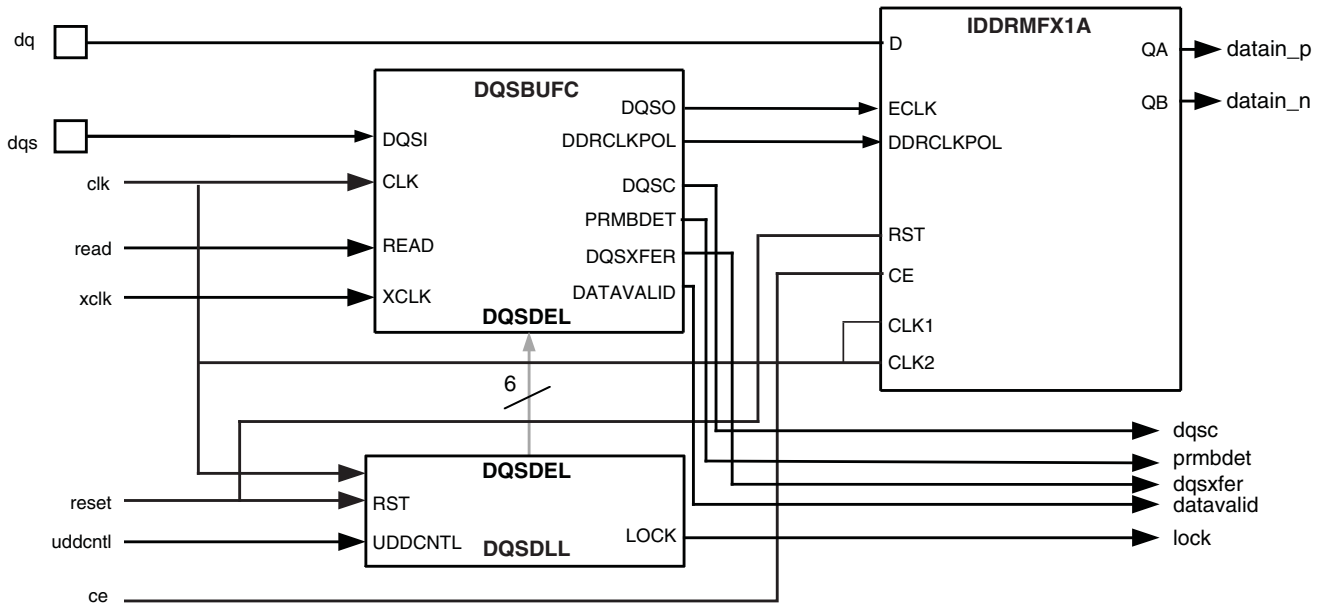 IDDRMFX1A
dq
D
QA
datain_p
DQSBUFC
QB
datain_n
DQSO
ECLK
dqs
DQSI
DDRCLKPOL
DDRCLKPOL
clk
CLK
DQSC
PRMBDET
RST
read
READ
DQSXFER
CE
xclk
XCLK
DATAVALID
DQSDEL
CLK1
CLK2
6
dqsc
prmbdet
DQSDEL
dqsxfer
reset
RST
datavalid
uddcntl
UDDCNTL
DQSDLL
LOCK
lock
ce